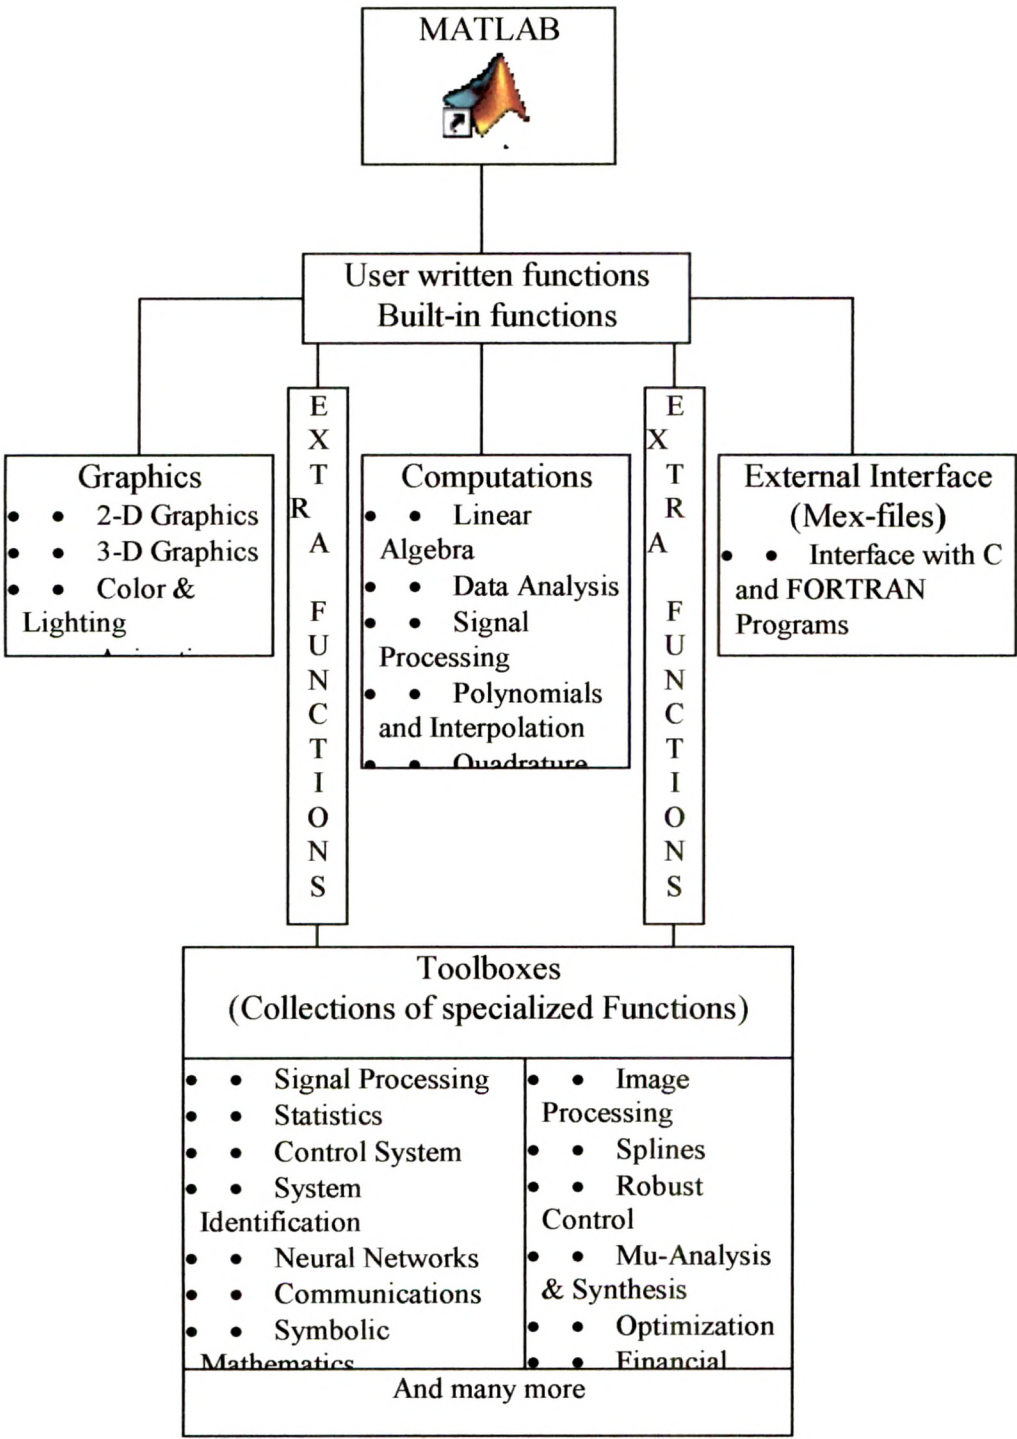 MATLAB
User written functions
Built-in functions
E
X
T
R
A
F
U
N
C
T
I
O
N
S
E
X
T
R
A
F
U
N
C
T
I
O
N
S
Graphics
• • 2-D Graphics
• • 3-D Graphics
• • Color &
Lighting
Computations
• • Linear
Algebra
• • Data Analysis
• • Signal
Processing
• • Polynomials
and Interpolation
• • Quadrature
External Interface
(Mex-files)
• • Interface with C
and FORTRAN
Programs
Toolboxes
(Collections of specialized Functions)
• • Signal Processing
• • Statistics
• • Control System
• • System
Identification
• • Neural Networks
• • Communications
• • Symbolic
Mathematics
• • Image
Processing
• • Splines
• • Robust
Control
• • Mu-Analysis
& Synthesis
• • Optimization
• • Financial
And many more